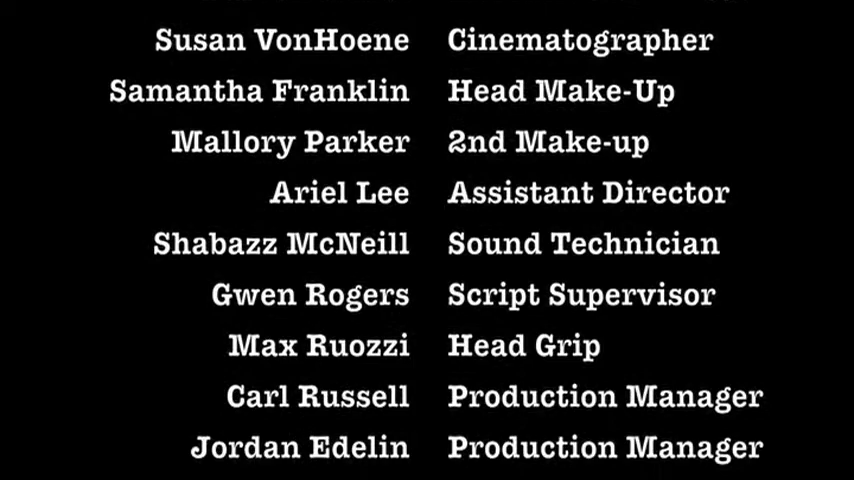 Susan VonHoene Cinematographer
Samantha Franklin Head Make-Up
Mallory Parker 2nd Make-up
Ariel Lee Assistant Director
Shabazz McNeill Sound Technician
Gwen Rogers Script Supervisor
Max Ruozzi Head Grip
Carl Russell Production Manager
Jordan Edelin Production Manager